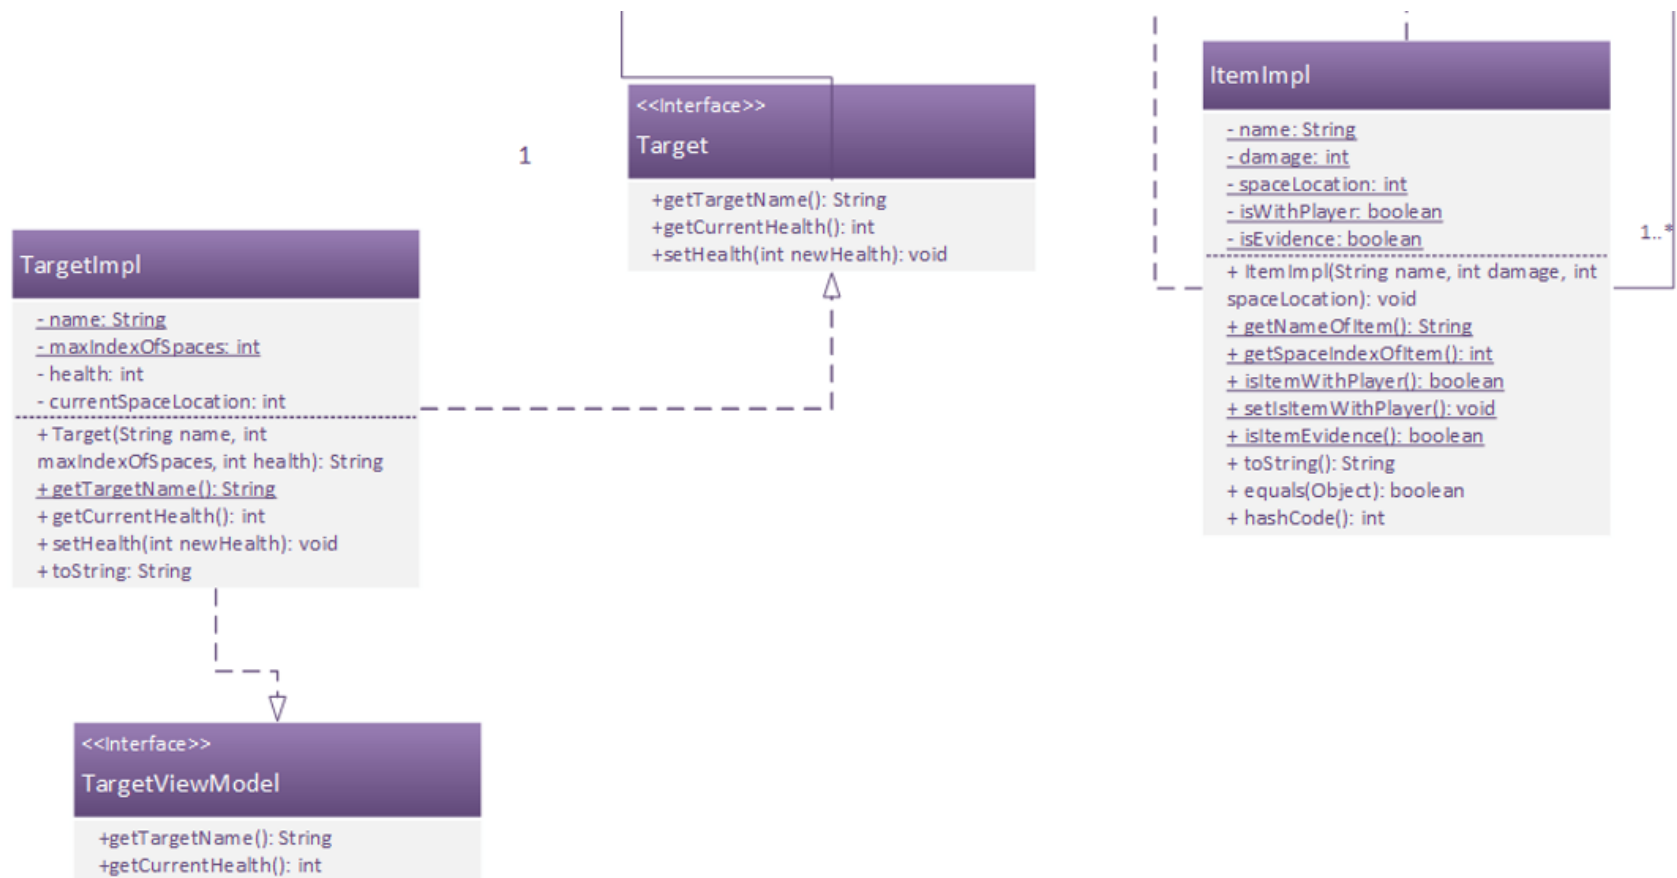 <<Interface>>
Target
+getTargetName(): String
+getCurrentHealth(): int
+setHealth(int newHealth): void
1
TargetImpl
- name: String
- maxIndexOfSpaces: int
- health: int
- currentSpaceLocation: int
+ Target(String name, int
maxIndexOfSpaces, int health): String
+ getTargetName(): String
+ getCurrentHealth(): int
+ setHealth(int newHealth): void
+ toString: String
<<Interface>>
TargetViewModel
+getTargetName(): String
+getCurrentHealth(): int
ItemImpl
- name: String
- damage: int
- spaceLocation: int
- isWithPlayer: boolean
- isEvidence: boolean
+ ItemImpl(String name, int damage, int
spaceLocation): void
+ getNameOfItem(): String
+ getSpaceIndexOfItem(): int
+ isItemWithPlayer(): boolean
+ setIsItemWithPlayer(): void
+ isItemEvidence(): boolean
+ toString(): String
+ equals(Object): boolean
+ hashCode(): int
1..*